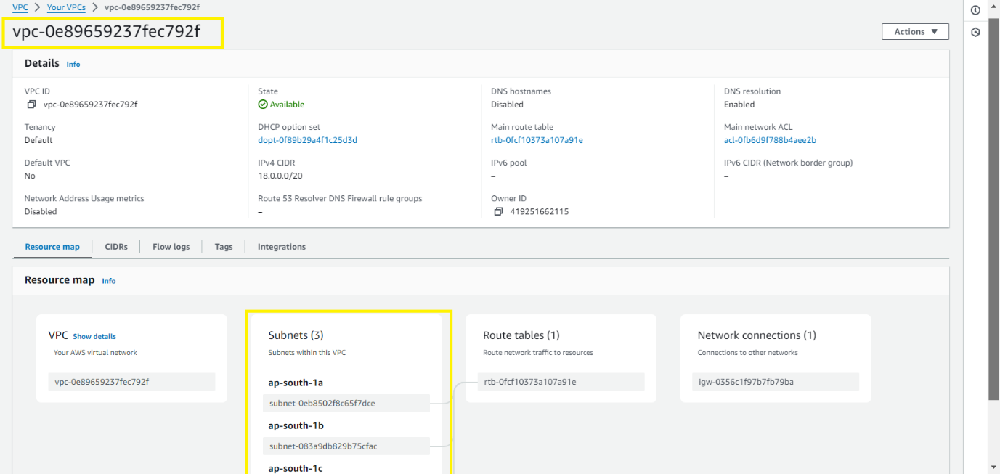 VPC > Your VPCs > vpc-0e89659237fec792f
vpc-0e89659237fec792f
Actions
Details Info
VPC ID
vpc-0e89659237fec792f
State
Available
DNS hostnames
Disabled
DNS resolution
Enabled
Tenancy
Default
DHCP option set
dopt-0f89b29a4f1c25d3d
Main route table
rtb-0fcf10373a107a91e
Main network ACL
acl-0fb6d9f788b4aee2b
Default VPC
No
IPv4 CIDR
18.0.0.0/20
IPv6 pool
–
IPv6 CIDR (Network border group)
–
Network Address Usage metrics
Disabled
Route 53 Resolver DNS Firewall rule groups
–
Owner ID
419251662115
Resource map
CIDRs
Flow logs
Tags
Integrations
Resource map Info
VPC Show details
Your AWS virtual network
vpc-0e89659237fec792f
Subnets (3)
Subnets within this VPC
ap-south-1a
subnet-0eb8502f8c65f7dce
ap-south-1b
subnet-083a9db829b75cfac
ap-south-1c
Route tables (1)
Route network traffic to resources
rtb-0fcf10373a107a91e
Network connections (1)
Connections to other networks
igw-0356c1f97b7fb79ba